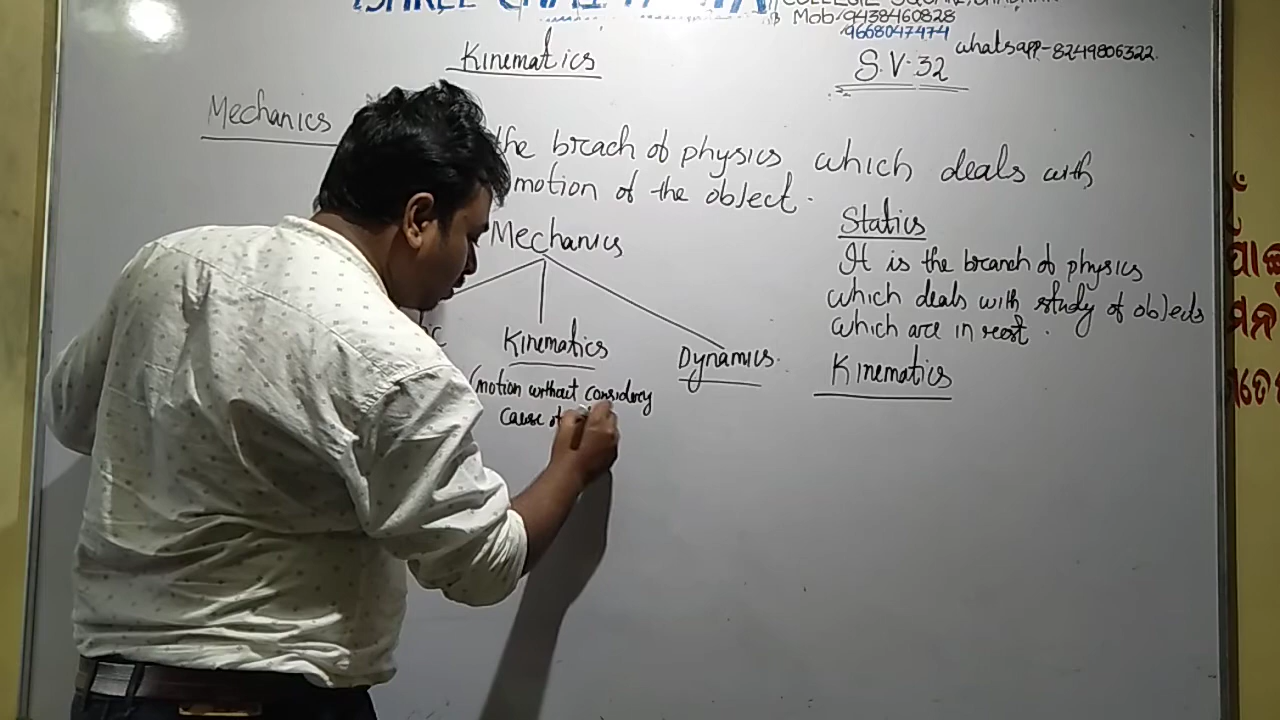 Mob:9438460828
9668047474
whatsapp-8249806322.
Kinematics
S.V-32
Mechanics
the brach of physics which deals with
motion of the object.
Mechanics
Kinematics
Dynamics.
(motion without considery
Cause of
Statics
It is the branch of physics
which deals with study of objects
which are in reest.
Kinematics